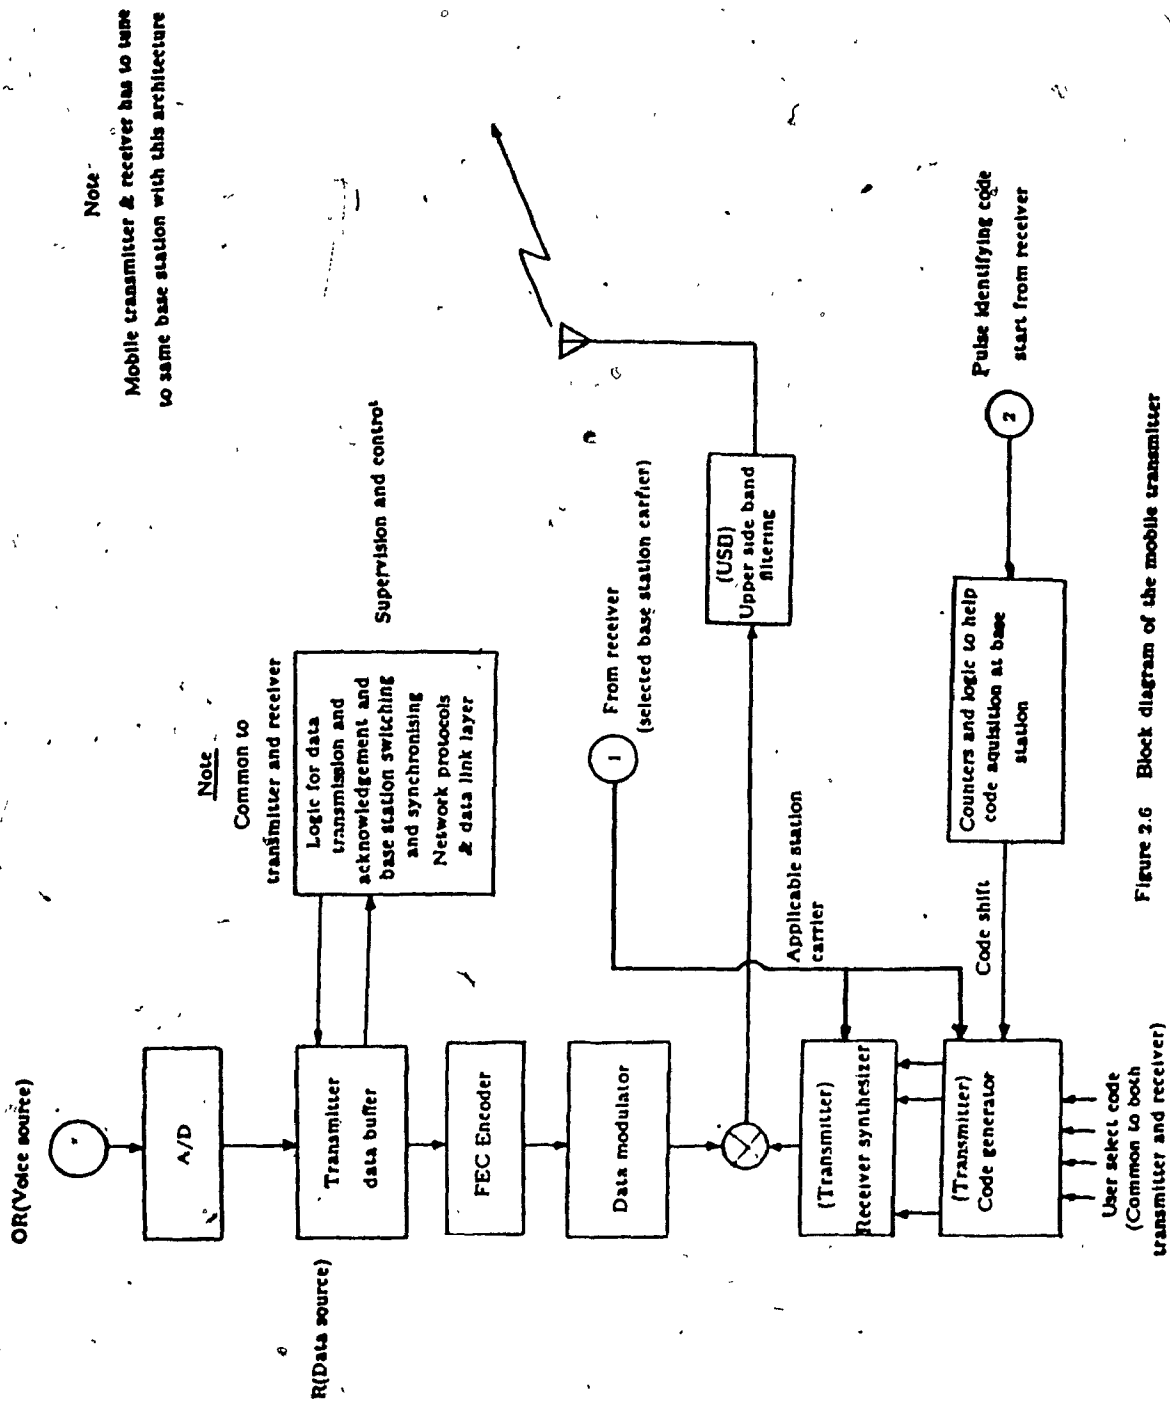 Note
Mobile transmitter & receiver has to tune
to same base station with this architecture
OR(Voice source)
A/D
R(Data source)
Transmitter
data buffer
Note
Common to
transmitter and receiver
Logic for data
transmission and
acknowledgement and
base station switching
and synchronising
Network protocols
& data link layer
Supervision and control
FEC Encoder
Data modulator
1
From receiver
(selected base station carrier)
(USB)
Upper side band
filtering
Applicable station
carrier
(Transmitter)
Receiver synthesizer
(Transmitter)
Code generator
Code shift
Counters and logic to help
code aquisition at base
station
2
Pulse identifying code
start from receiver
User select code
(Common to both
transmitter and receiver)
Figure 2.6 Block diagram of the mobile transmitter